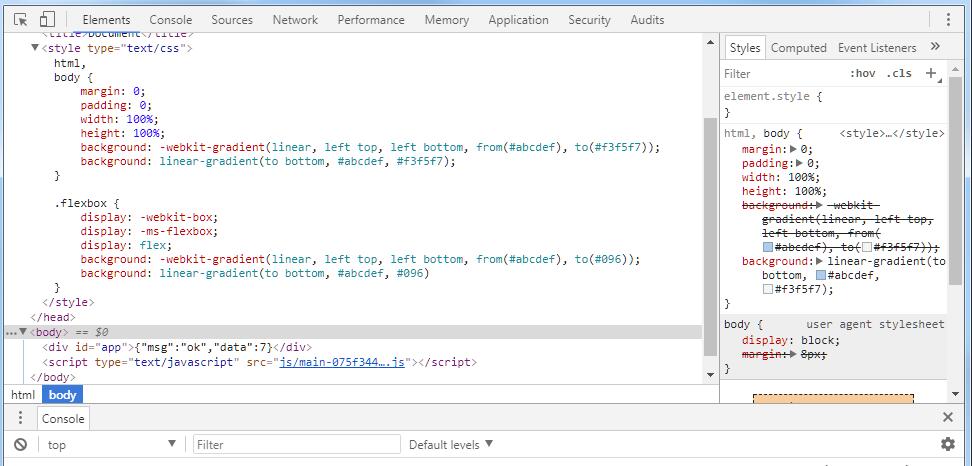 Elements Console Sources Network Performance Memory Application Security Audits
<title>Document</title>
<style type="text/css">
html,
body {
margin: 0;
padding: 0;
width: 100%;
height: 100%;
background: -webkit-gradient(linear, left top, left bottom, from(#abcdef), to(#f3f5f7));
background: linear-gradient(to bottom, #abcdef, #f3f5f7);
}
.flexbox {
display: -webkit-box;
display: -ms-flexbox;
display: flex;
background: -webkit-gradient(linear, left top, left bottom, from(#abcdef), to(#096));
background: linear-gradient(to bottom, #abcdef, #096)
}
</style>
</head>
…<body> == $0
<div id="app">{"msg":"ok","data":7}</div>
<script type="text/javascript" src="js/main-075f344….js"></script>
</body>
html body
Styles Computed Event Listeners »
Filter :hov .cls +
element.style {
}
html, body { <style>…</style>
margin: 0;
padding: 0;
width: 100%;
height: 100%;
background: -webkit-
gradient(linear, left top,
left bottom, from(
#abcdef), to( #f3f5f7));
background: linear-gradient(to
bottom, #abcdef,
#f3f5f7);
}
body { user agent stylesheet
display: block;
margin: 8px;
}
Console
top Filter Default levels